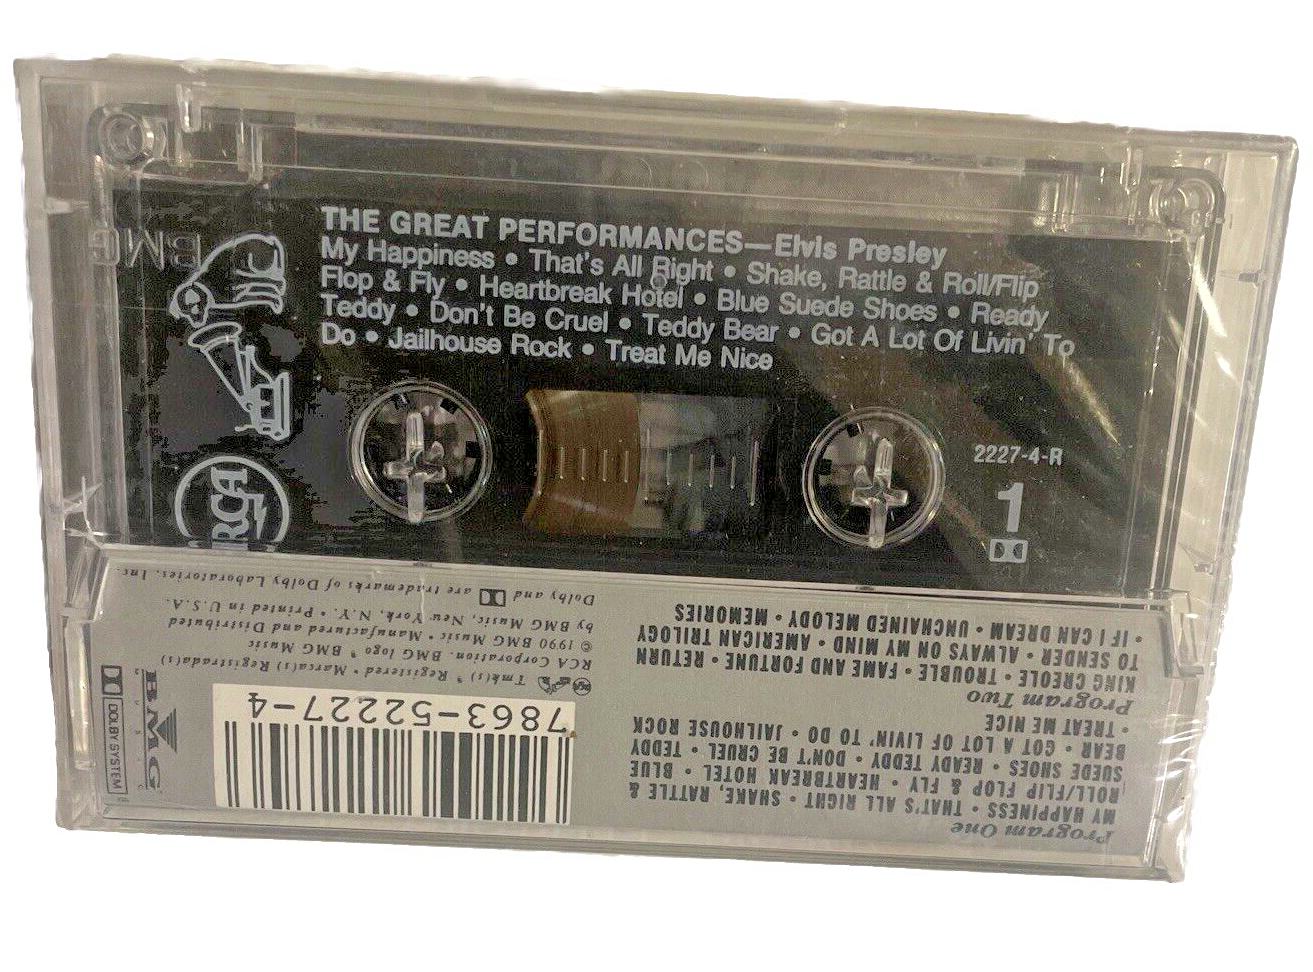 BMG
THE GREAT PERFORMANCES—Elvis Presley
My Happiness • That's All Right • Shake, Rattle & Roll/Flip
Flop & Fly • Heartbreak Hotel • Blue Suede Shoes • Ready
Teddy • Don't Be Cruel • Teddy Bear • Got A Lot Of Livin' To
Do • Jailhouse Rock • Treat Me Nice
RCA
2227-4-R
1
Program One
MY HAPPINESS • THAT'S ALL RIGHT • SHAKE, RATTLE &
ROLL/FLIP FLOP & FLY • HEARTBREAK HOTEL • BLUE
SUEDE SHOES • READY TEDDY • DON'T BE CRUEL • TEDDY
BEAR • GOT A LOT OF LIVIN' TO DO • JAILHOUSE ROCK
• TREAT ME NICE
Program Two
KING CREOLE • TROUBLE • FAME AND FORTUNE • RETURN
TO SENDER • ALWAYS ON MY MIND • AMERICAN TRILOGY
• IF I CAN DREAM • UNCHAINED MELODY • MEMORIES
7863-52227-4
Tmk(s) ® Registered • Marca(s) Registrada(s)
RCA Corporation. BMG logo ® BMG Music
© 1990 BMG Music • Manufactured and Distributed
by BMG Music, New York, N.Y. • Printed in U.S.A.
Dolby and are trademarks of Dolby Laboratories, Inc.
BMG
MUSIC
DOLBY SYSTEM